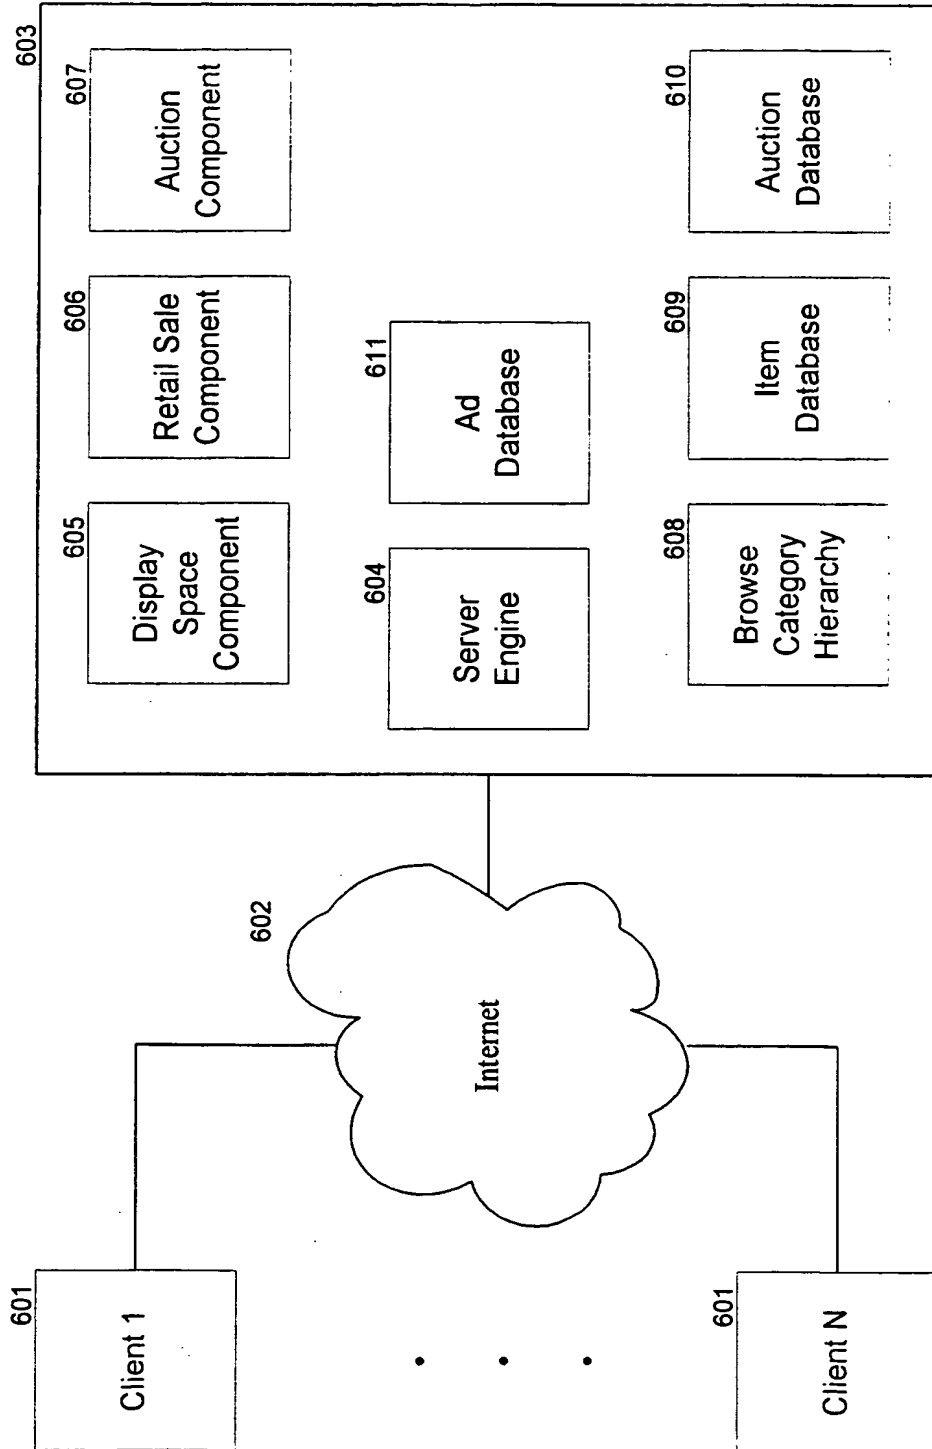 603
605
Display
Space
Component
606
Retail Sale
Component
607
Auction
Component
604
Server
Engine
611
Ad
Database
608
Browse
Category
Hierarchy
609
Item
Database
610
Auction
Database
602
Internet
601
Client 1
601
Client N